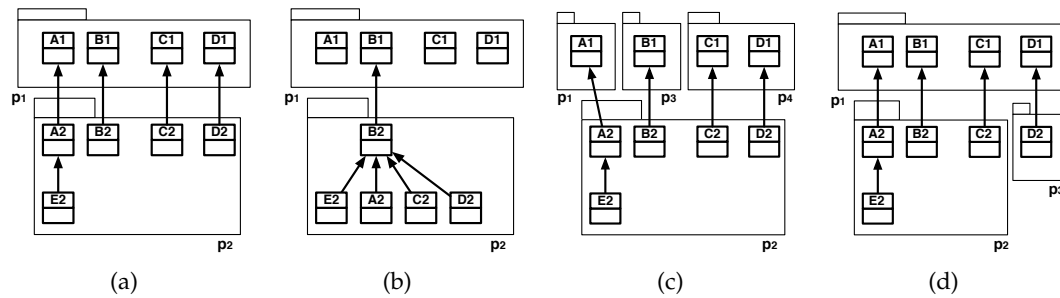 A1 B1 C1 D1
p1
A2 B2 C2 D2
E2
p2
(a)
A1 B1 C1 D1
p1
B2
E2 A2 C2 D2
p2
(b)
A1 B1 C1 D1
p1 p3 p4
A2 B2 C2 D2
E2
p2
(c)
A1 B1 C1 D1
p1
A2 B2 C2 D2
p3
E2
p2
(d)